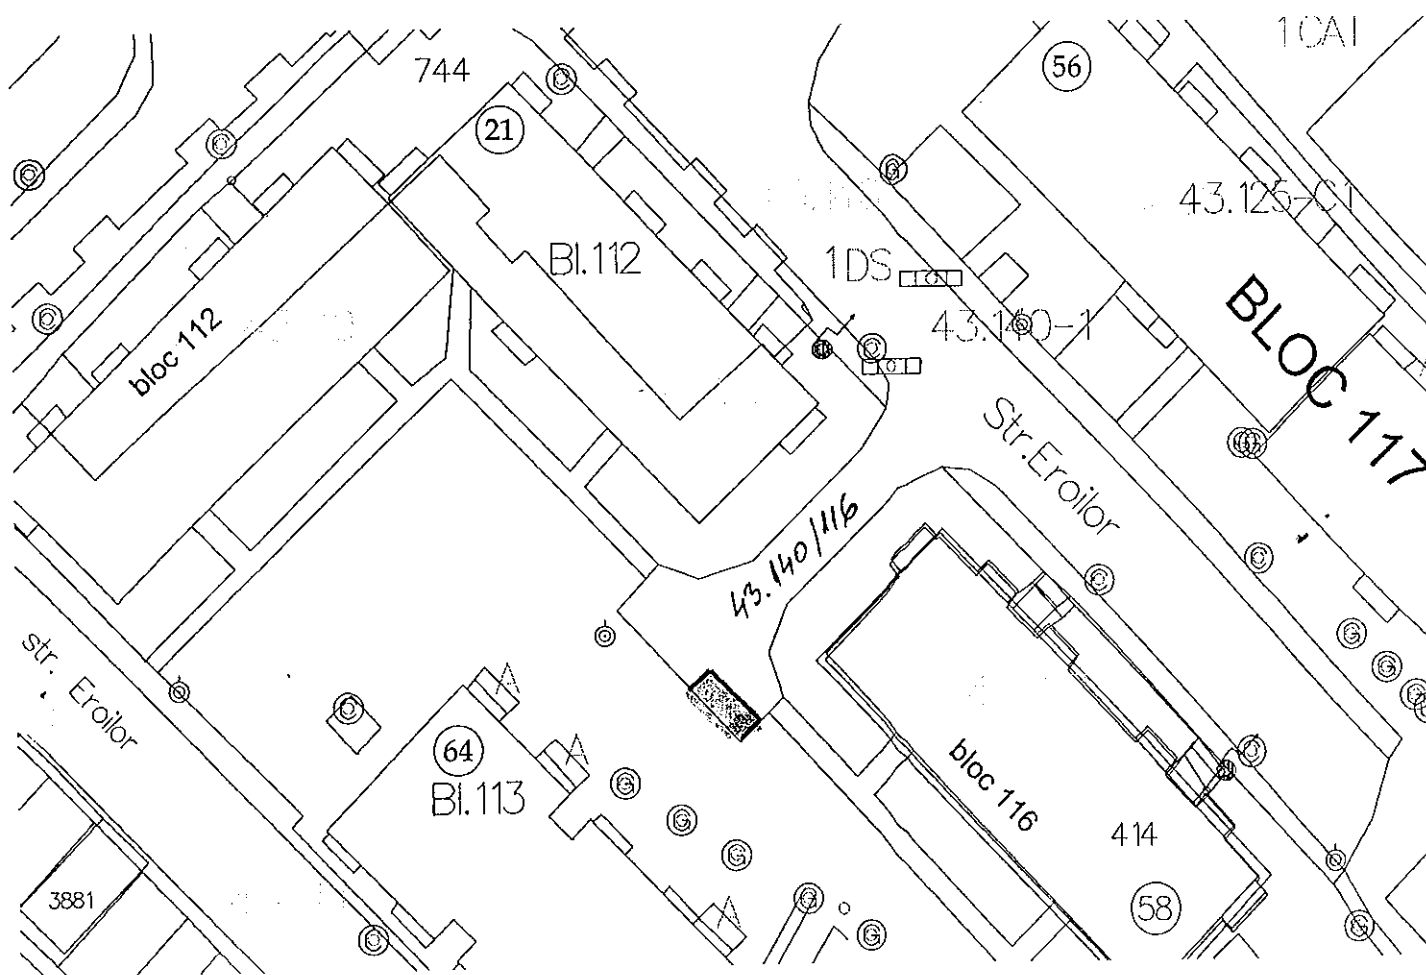 1CAI
744
56
21
43.125-C1
Bl.112
1DS
BLOC 117
bloc 112
43.140-1
Str.Eroilor
43.140/116
str. Eroilor
A
64
A
Bl.113
bloc 116
414
3881
58
A